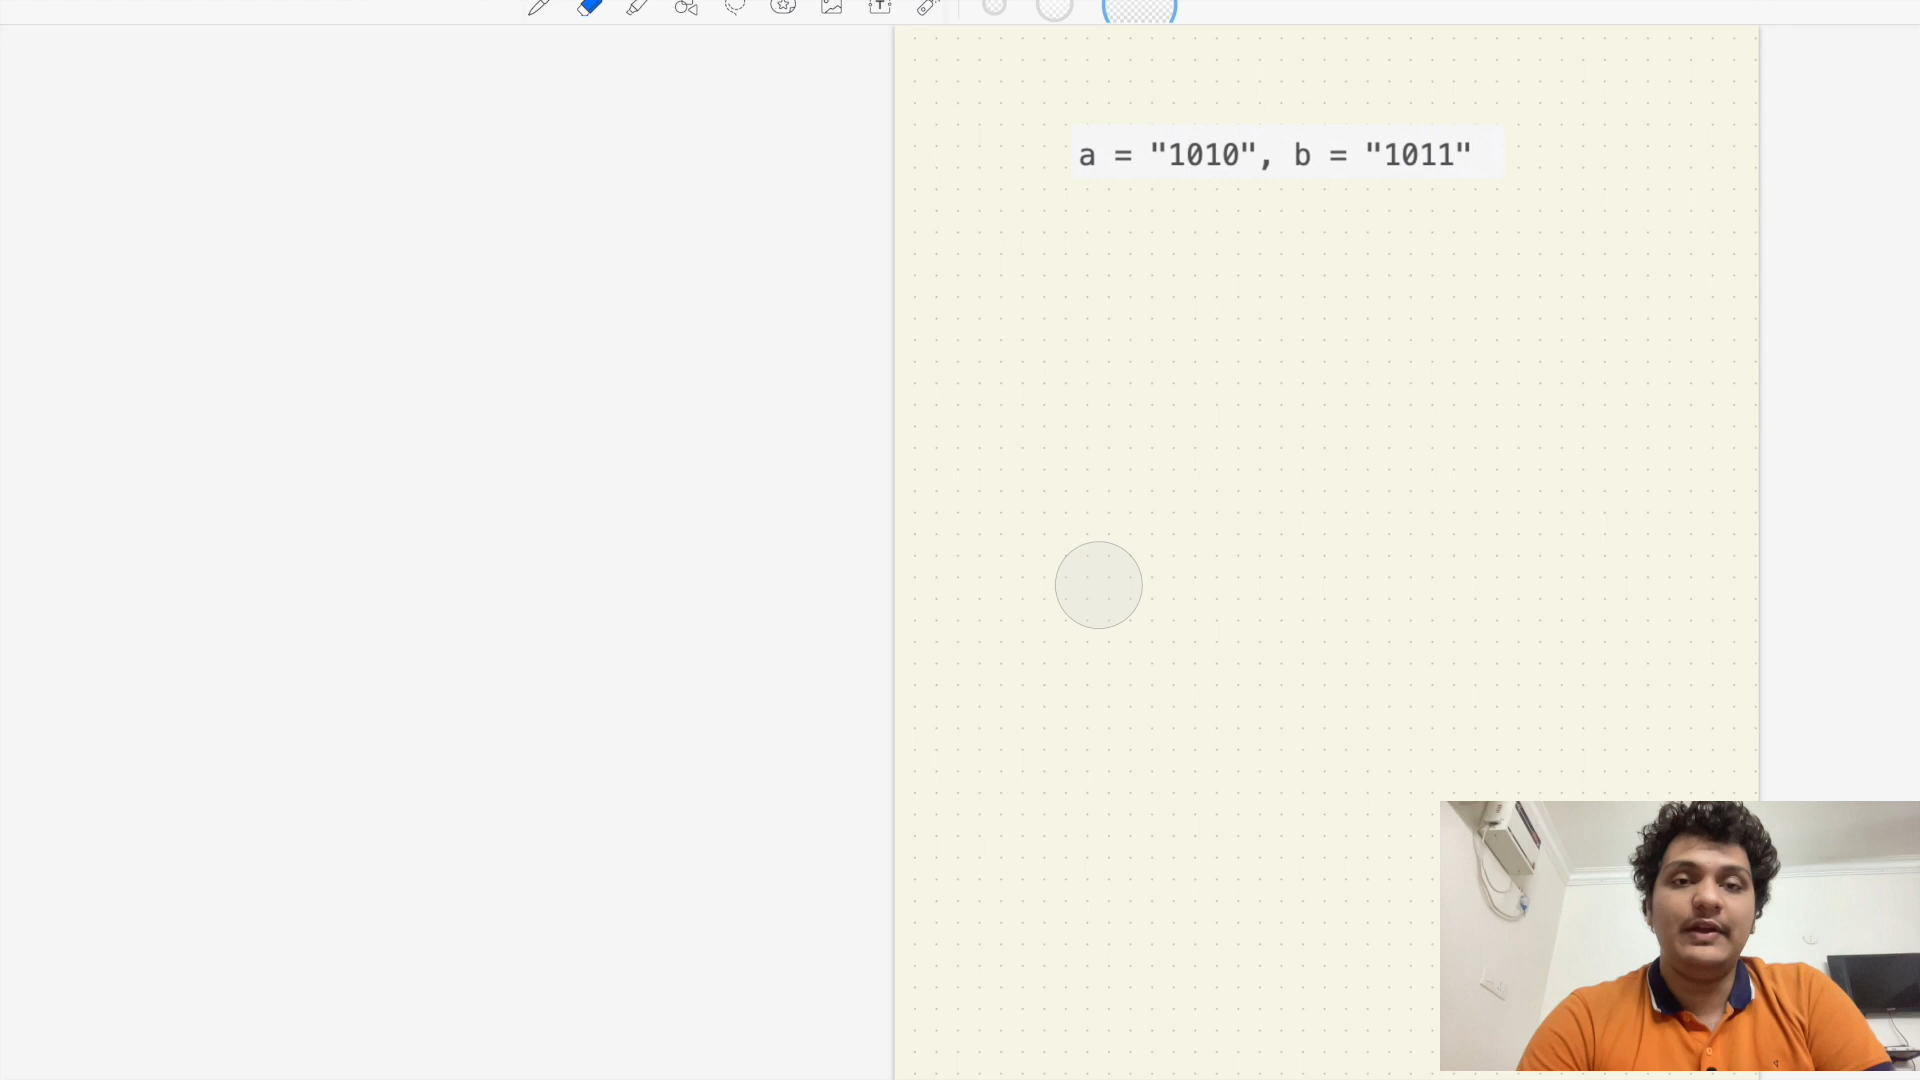 a = "1010", b = "1011"